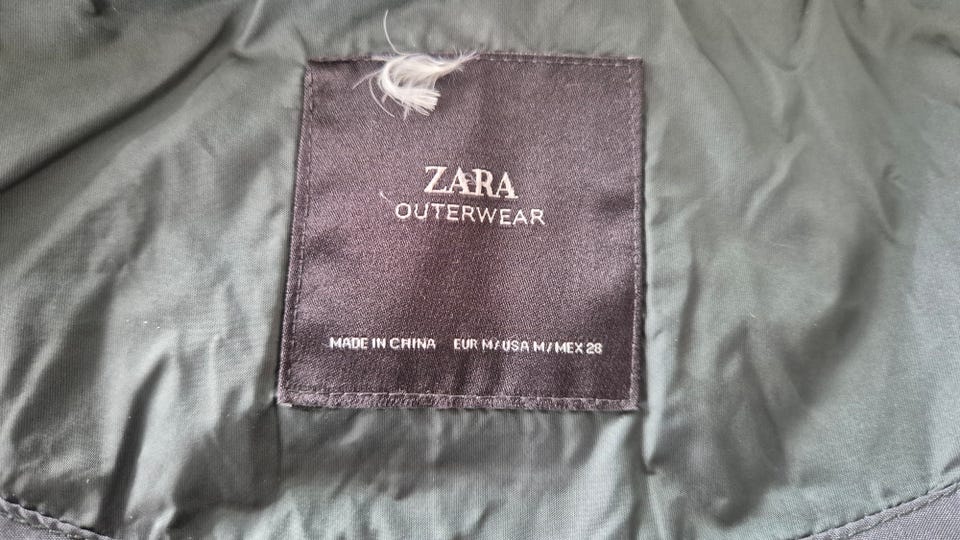 ZARA
OUTERWEAR
MADE IN CHINA EUR M/USA M/MEX 28